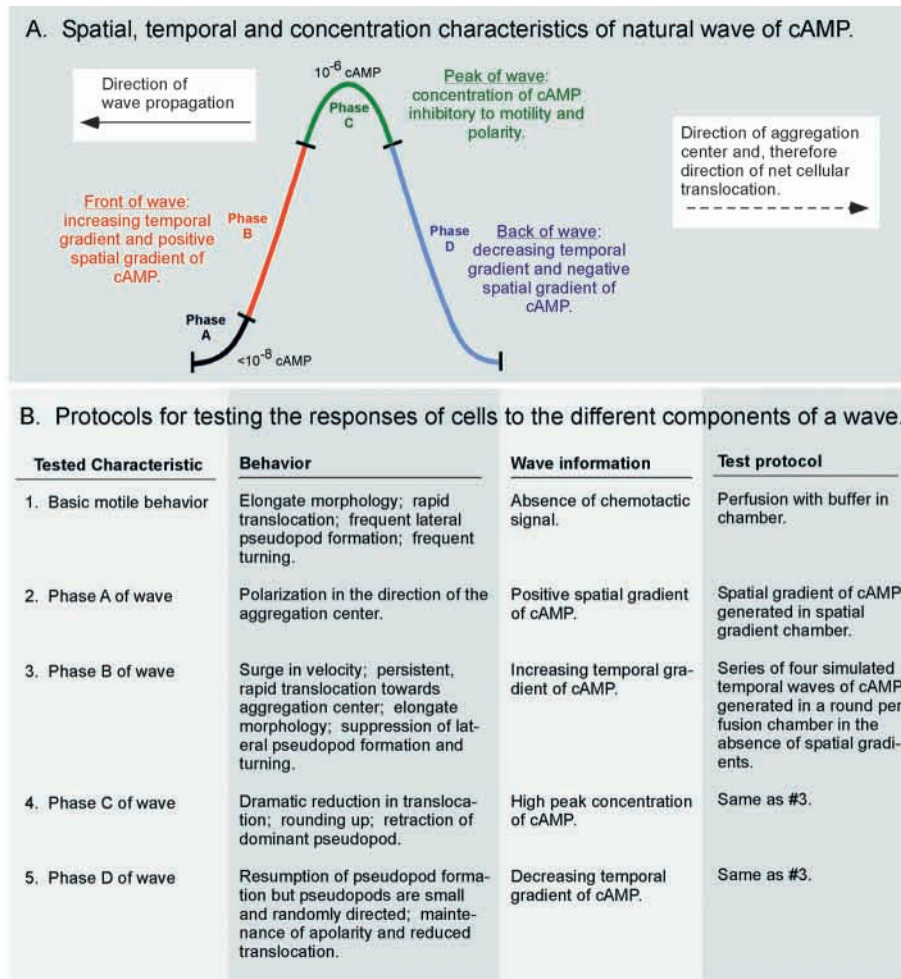 A. Spatial, temporal and concentration characteristics of natural wave of cAMP.
Direction of
wave propagation
10-6 cAMP
Phase
C
Peak of wave:
concentration of cAMP
inhibitory to motility and
polarity.
Direction of aggregation
center and, therefore
direction of net cellular
translocation.
Front of wave:
increasing temporal
gradient and positive
spatial gradient of
cAMP.
Phase
B
Phase
D
Back of wave:
decreasing temporal
gradient and negative
spatial gradient of
cAMP.
Phase
A
<10-8 cAMP
B. Protocols for testing the responses of cells to the different components of a wave.
Tested Characteristic
Behavior
Wave information
Test protocol
1. Basic motile behavior
Elongate morphology; rapid
translocation; frequent lateral
pseudopod formation; frequent
turning.
Absence of chemotactic
signal.
Perfusion with buffer in
chamber.
2. Phase A of wave
Polarization in the direction of the
aggregation center.
Positive spatial gradient
of cAMP.
Spatial gradient of cAMP
generated in spatial
gradient chamber.
3. Phase B of wave
Surge in velocity; persistent,
rapid translocation towards
aggregation center; elongate
morphology; suppression of lat-
eral pseudopod formation and
turning.
Increasing temporal gra-
dient of cAMP.
Series of four simulated
temporal waves of cAMP
generated in a round per
fusion chamber in the
absence of spatial gradi-
ents.
4. Phase C of wave
Dramatic reduction in transloca-
tion; rounding up; retraction of
dominant pseudopod.
High peak concentration
of cAMP.
Same as #3.
5. Phase D of wave
Resumption of pseudopod forma-
tion but pseudopods are small
and randomly directed; mainte-
nance of apolarity and reduced
translocation.
Decreasing temporal
gradient of cAMP.
Same as #3.